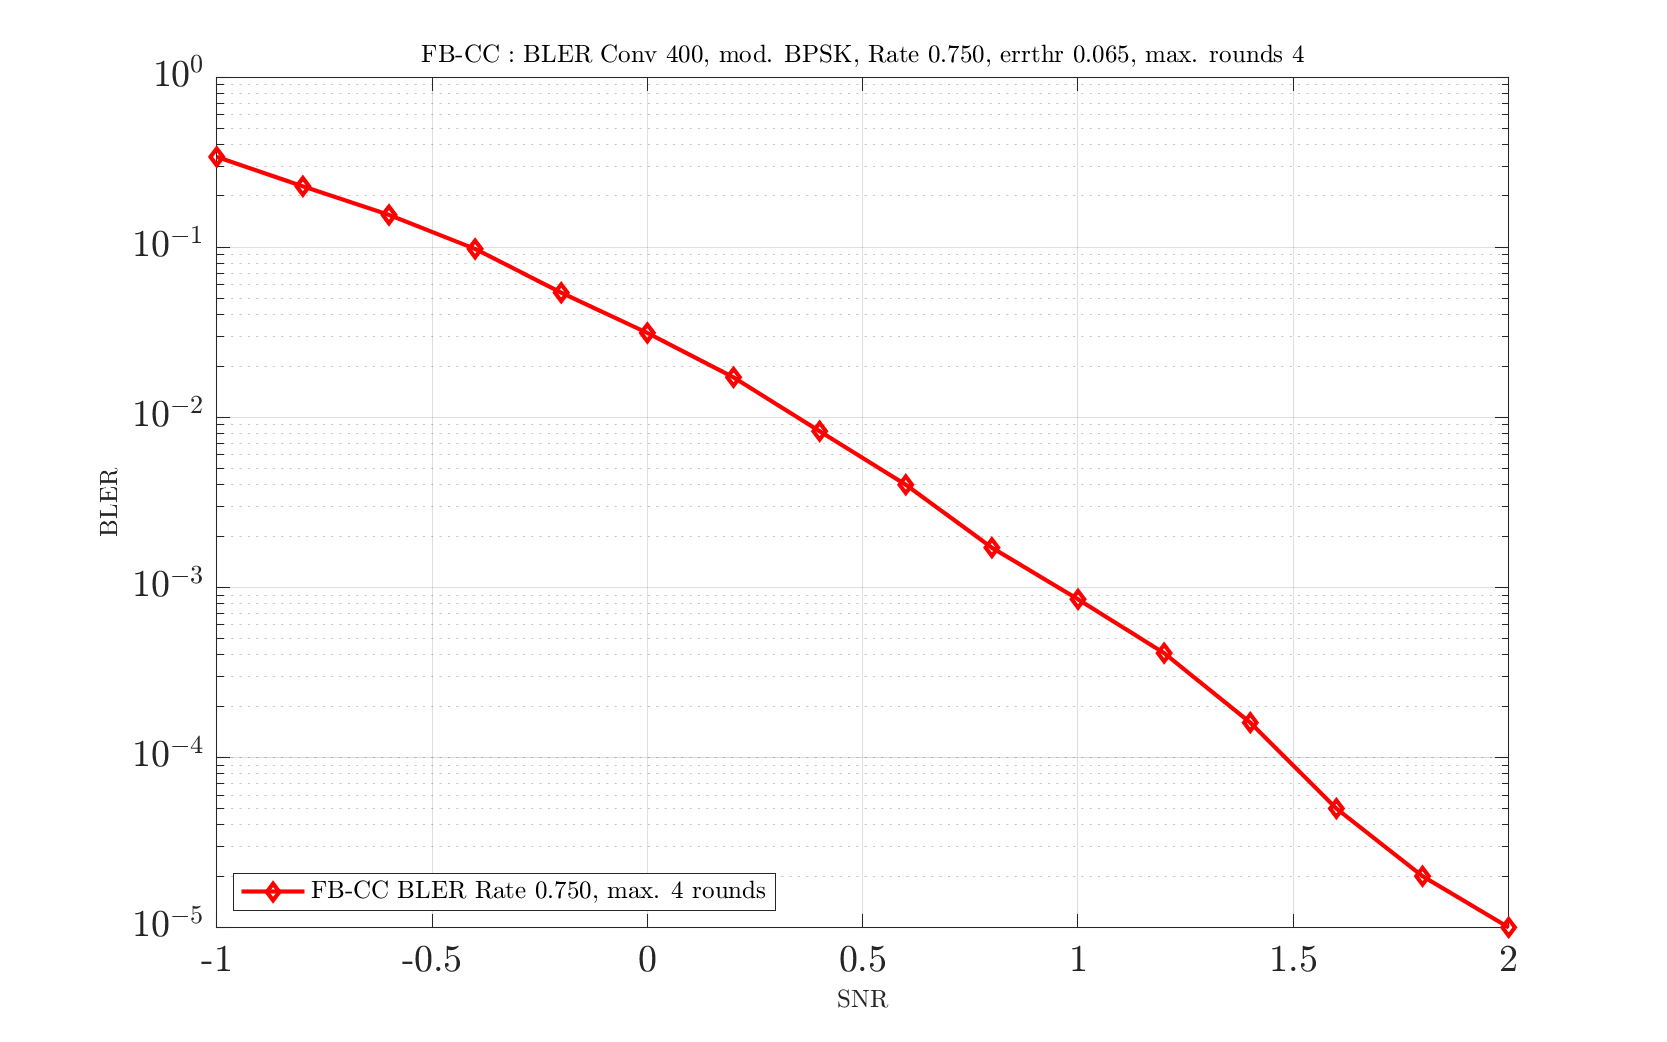 FB-CC : BLER Conv 400, mod. BPSK, Rate 0.750, errthr 0.065, max. rounds 4
10^0
10^-1
10^-2
10^-3
10^-4
10^-5
BLER
FB-CC BLER Rate 0.750, max. 4 rounds
-1 -0.5 0 0.5 1 1.5 2
SNR